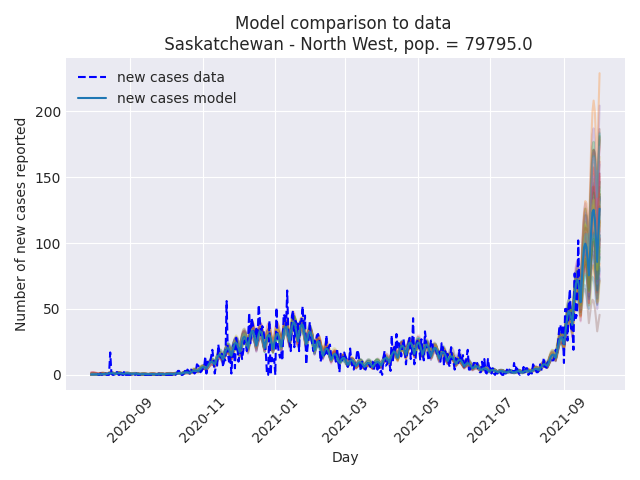 Model comparison to data
Saskatchewan - North West, pop. = 79795.0
new cases data
new cases model
Number of new cases reported
200
150
100
50
0
2020-09
2020-11
2021-01
2021-03
2021-05
2021-07
2021-09
Day